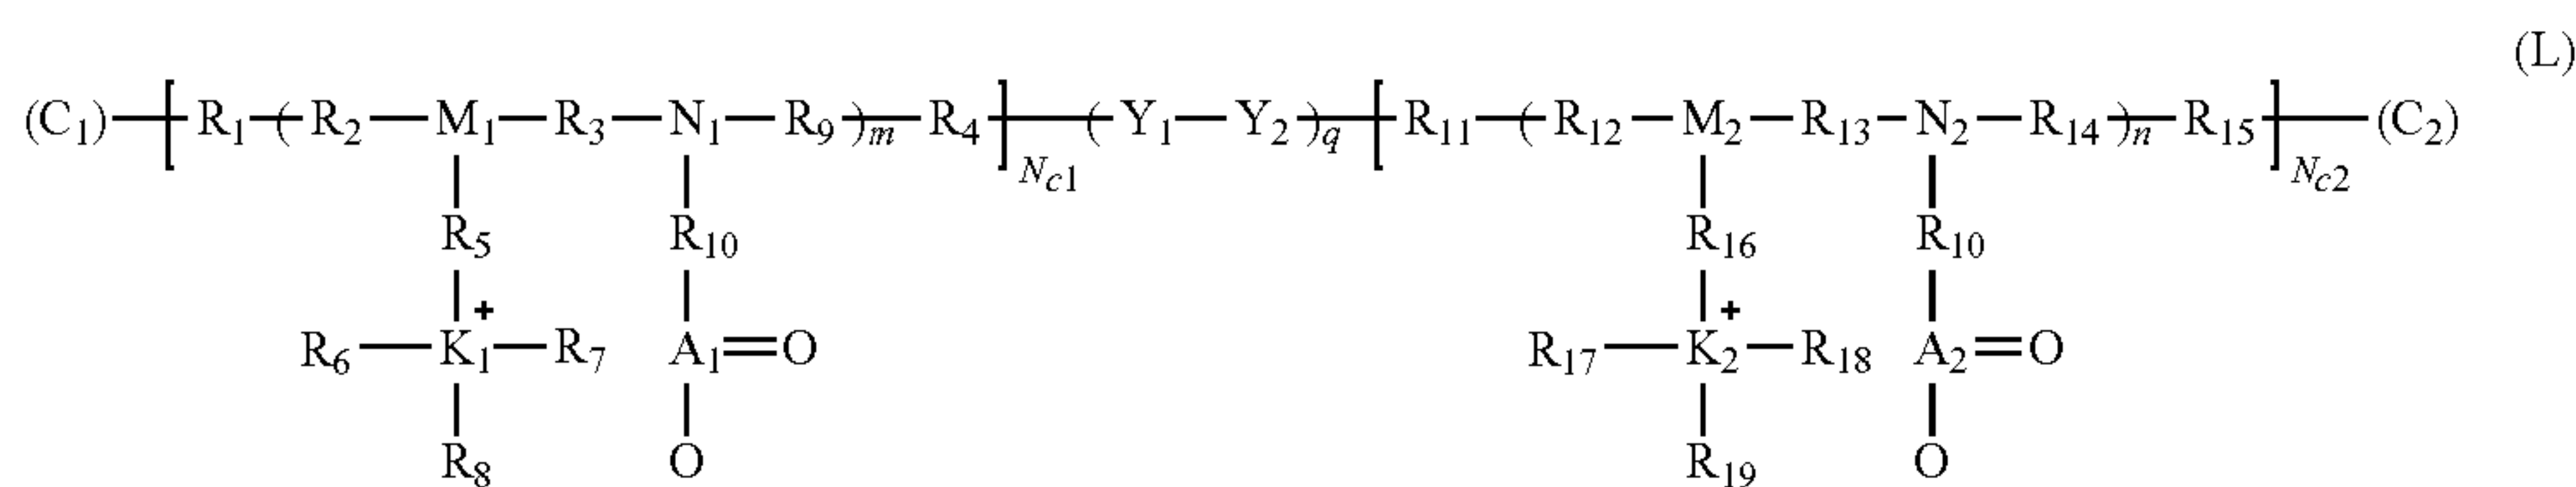 (L)
(C1)—[R1—(R2—M1—R3—N1—R9)m—R4]Nc1—(Y1—Y2)q—[R11—(R12—M2—R13—N2—R14)n—R15]Nc2—(C2)
R5 R10 R16 R10
R6—K1+—R7 A1=O R17—K2+—R18 A2=O
R8 O R19 O